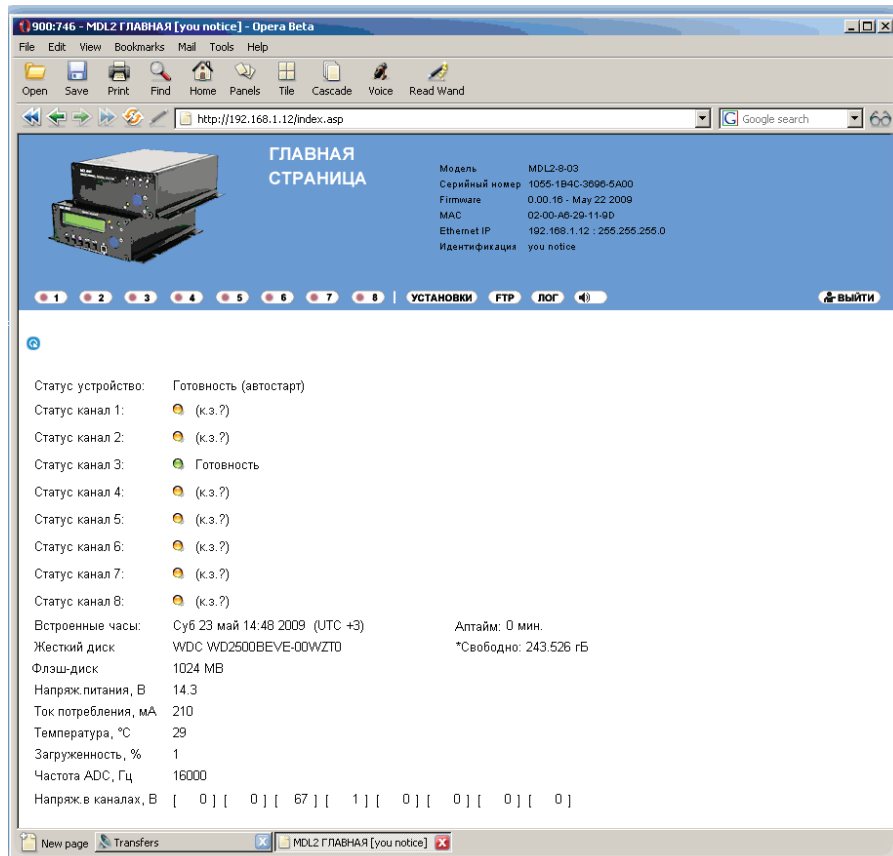 900:746 - MDL2 ГЛАВНАЯ [you notice] - Opera Beta
File Edit View Bookmarks Mail Tools Help
Open Save Print Find Home Panels Tile Cascade Voice Read Wand
http://192.168.1.12/index.asp G Google search
ГЛАВНАЯ
СТРАНИЦА
Модель MDL2-8-03
Серийный номер 1055-1B4C-3696-5A00
Firmware 0.00.16 - May 22 2009
MAC 02-00-A6-29-11-9D
Ethernet IP 192.168.1.12 : 255.255.255.0
Идентификация you notice
1 2 3 4 5 6 7 8 | УСТАНОВКИ FTP ЛОГ ВЫЙТИ
Статус устройство: Готовность (автостарт)
Статус канал 1: (к.з.?)
Статус канал 2: (к.з.?)
Статус канал 3: Готовность
Статус канал 4: (к.з.?)
Статус канал 5: (к.з.?)
Статус канал 6: (к.з.?)
Статус канал 7: (к.з.?)
Статус канал 8: (к.з.?)
Встроенные часы: Суб 23 май 14:48 2009 (UTC +3) Аптайм: 0 мин.
Жесткий диск WDC WD2500BEVE-00WZT0 *Свободно: 243.526 гБ
Флэш-диск 1024 MB
Напряж.питания, В 14.3
Ток потребления, мА 210
Температура, °C 29
Загруженность, % 1
Частота ADC, Гц 16000
Напряж.в каналах, В [ 0 ] [ 0 ] [ 67 ] [ 1 ] [ 0 ] [ 0 ] [ 0 ] [ 0 ]
New page Transfers MDL2 ГЛАВНАЯ [you notice]